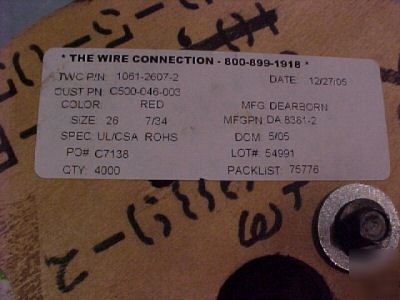 * THE WIRE CONNECTION - 800-899-1918 *
TWC P/N: 1061-2607-2 DATE: 12/27/05
CUST PN: C500-046-003
COLOR: RED MFG: DEARBORN
SIZE: 26 7/34 MFGPN: DA 8381-2
SPEC: UL/CSA ROHS DOM: 5/05
PO#: C7138 LOT#: 54991
QTY: 4000 PACKLIST: 75776